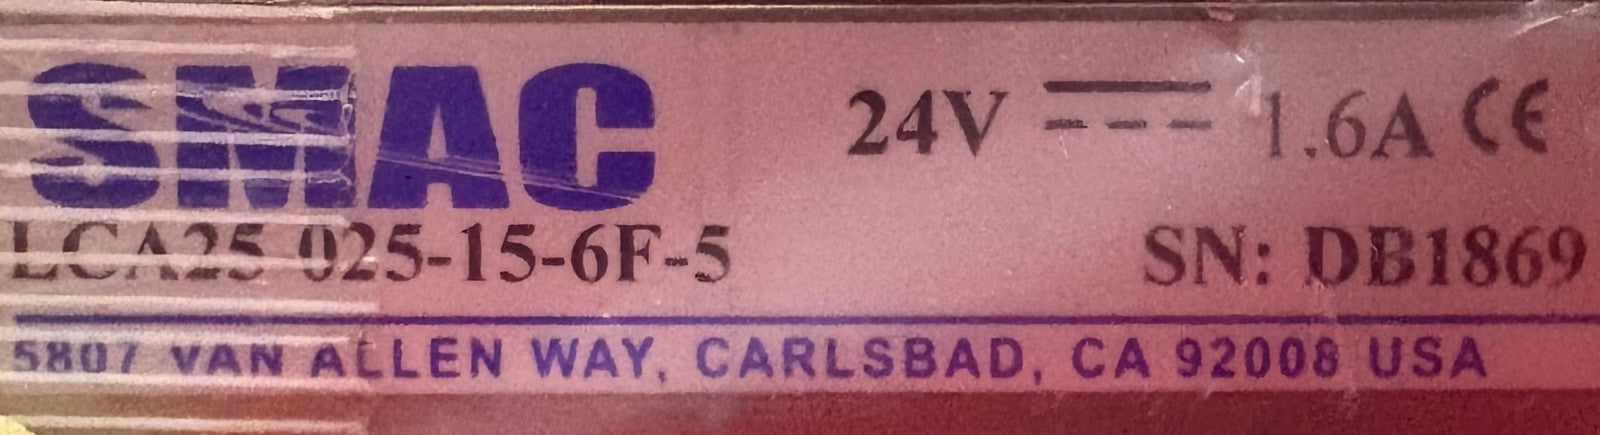 SMAC 24V 1.6A CE
LCA25-025-15-6F-5 SN: DB1869
5807 VAN ALLEN WAY, CARLSBAD, CA 92008 USA